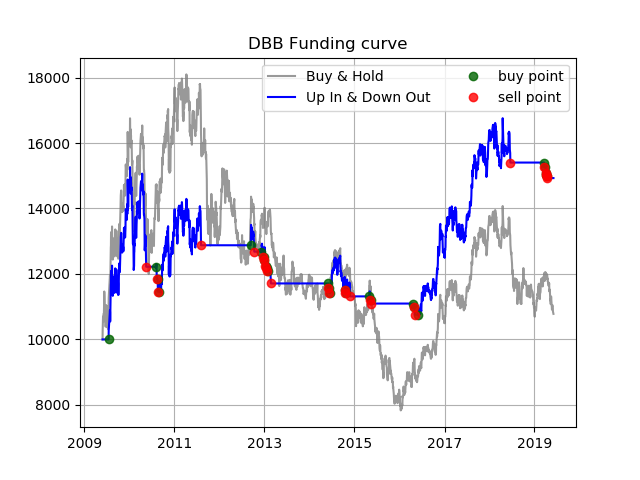 DBB Funding curve
Buy & Hold
Up In & Down Out
buy point
sell point
18000
16000
14000
12000
10000
8000
2009
2011
2013
2015
2017
2019